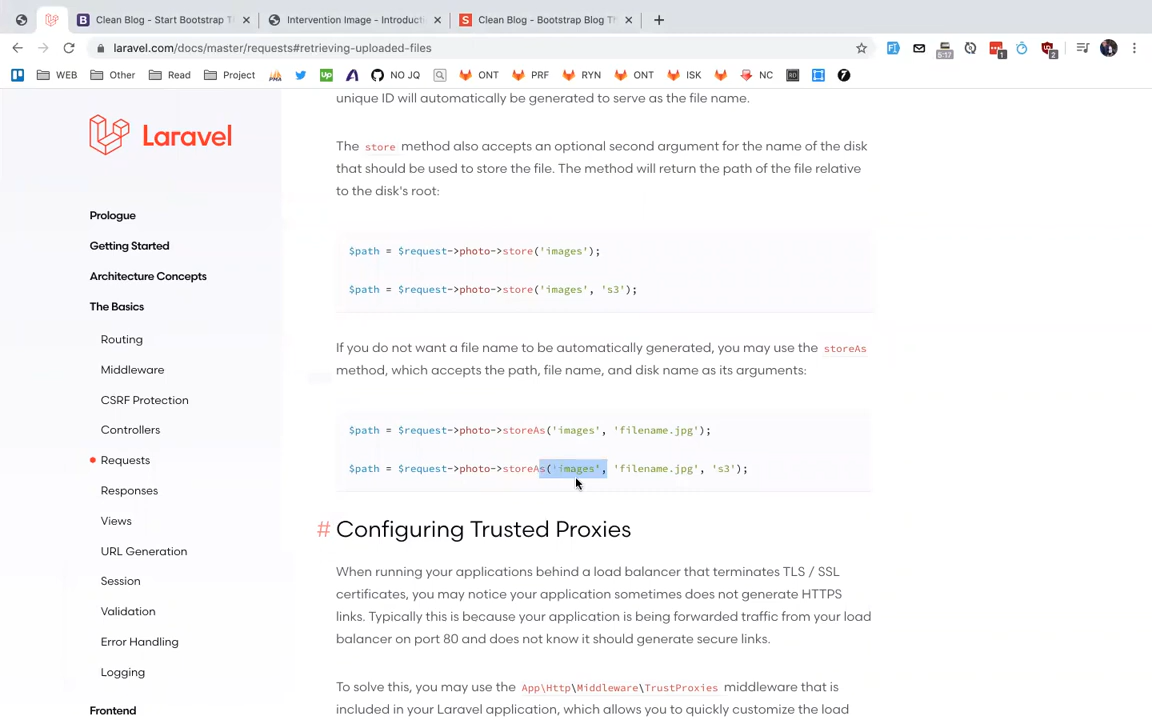 Clean Blog - Start Bootstrap T
Intervention Image - Introducti
Clean Blog - Bootstrap Blog Th
laravel.com/docs/master/requests#retrieving-uploaded-files
WEB
Other
Read
Project
NO JQ
ONT
PRF
RYN
ONT
ISK
NC
Laravel
Prologue
Getting Started
Architecture Concepts
The Basics
Routing
Middleware
CSRF Protection
Controllers
Requests
Responses
Views
URL Generation
Session
Validation
Error Handling
Logging
Frontend
unique ID will automatically be generated to serve as the file name.
The store method also accepts an optional second argument for the name of the disk
that should be used to store the file. The method will return the path of the file relative
to the disk's root:
$path = $request->photo->store('images');
$path = $request->photo->store('images', 's3');
If you do not want a file name to be automatically generated, you may use the storeAs
method, which accepts the path, file name, and disk name as its arguments:
$path = $request->photo->storeAs('images', 'filename.jpg');
$path = $request->photo->storeAs('images', 'filename.jpg', 's3');
# Configuring Trusted Proxies
When running your applications behind a load balancer that terminates TLS / SSL
certificates, you may notice your application sometimes does not generate HTTPS
links. Typically this is because your application is being forwarded traffic from your load
balancer on port 80 and does not know it should generate secure links.
To solve this, you may use the App\Http\Middleware\TrustProxies middleware that is
included in your Laravel application, which allows you to quickly customize the load